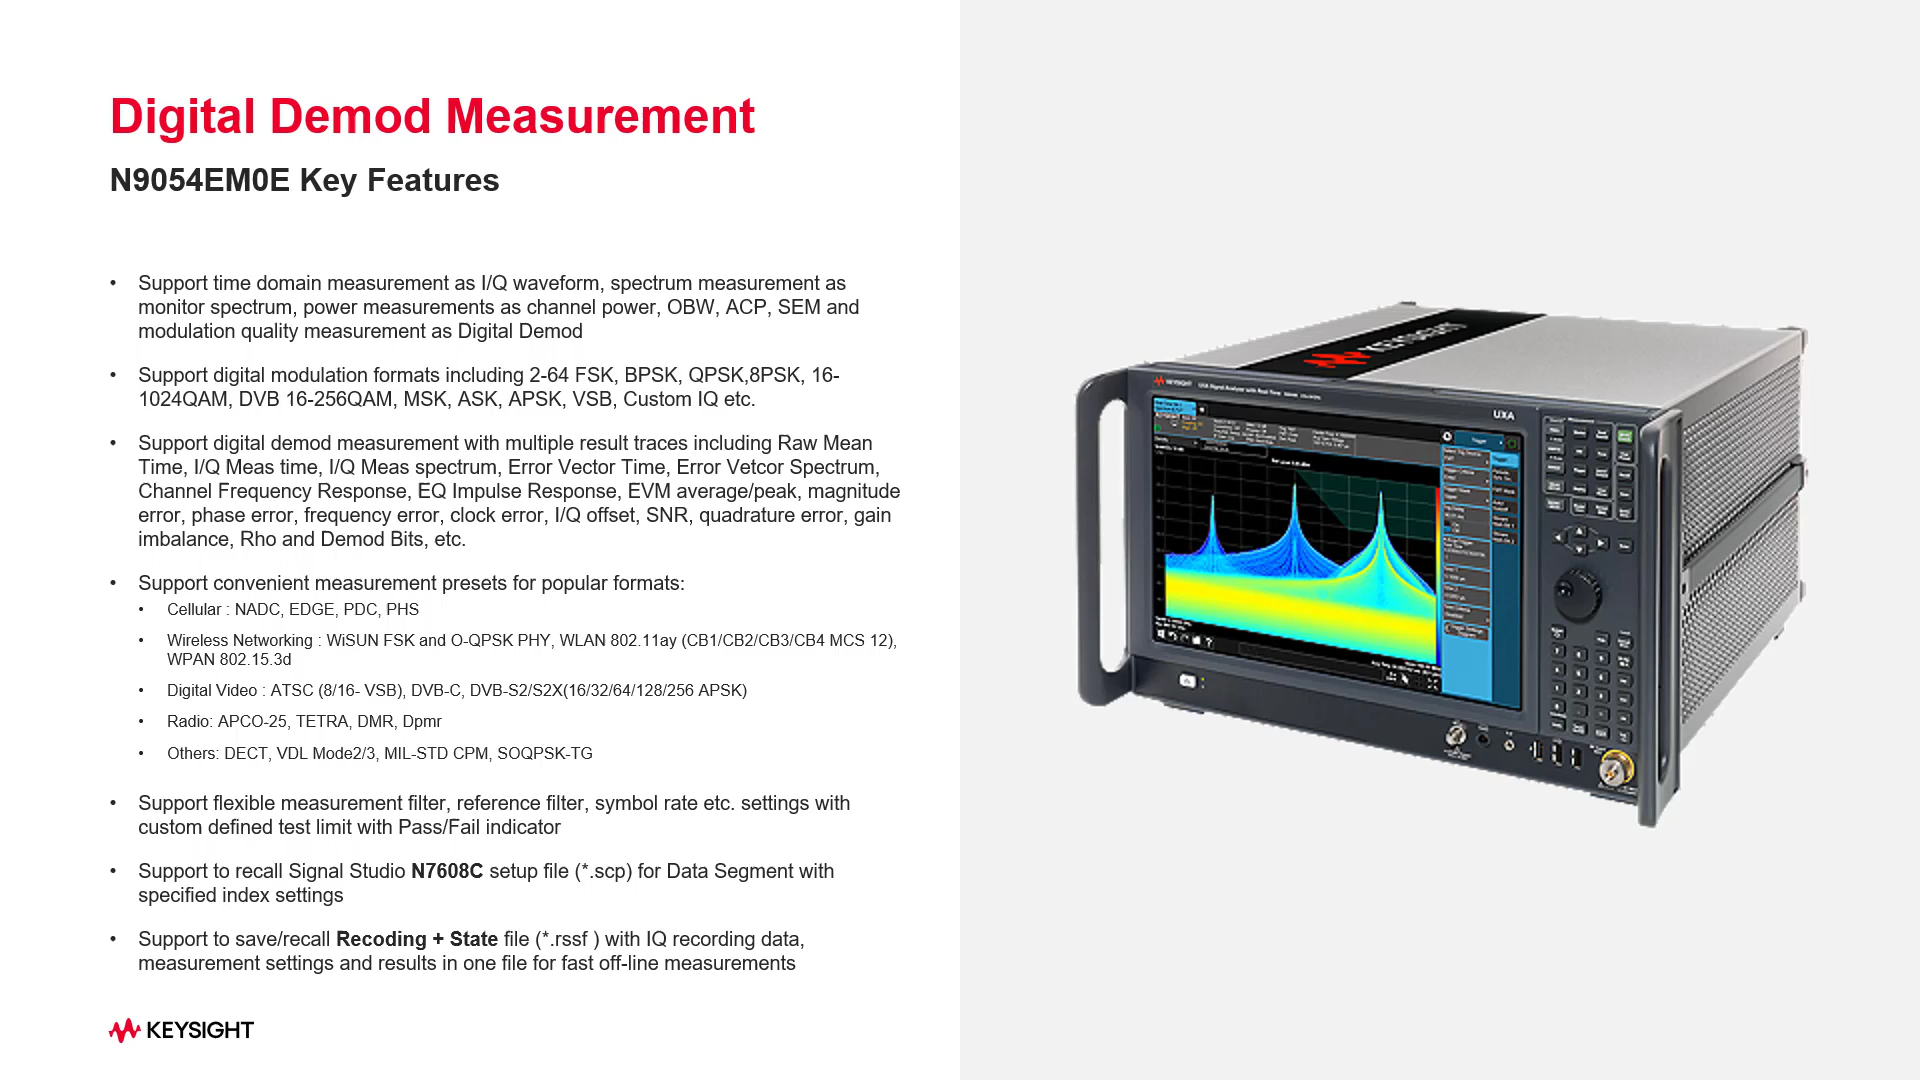 Digital Demod Measurement
N9054EM0E Key Features
• Support time domain measurement as I/Q waveform, spectrum measurement as
monitor spectrum, power measurements as channel power, OBW, ACP, SEM and
modulation quality measurement as Digital Demod
• Support digital modulation formats including 2-64 FSK, BPSK, QPSK,8PSK, 16-
1024QAM, DVB 16-256QAM, MSK, ASK, APSK, VSB, Custom IQ etc.
• Support digital demod measurement with multiple result traces including Raw Mean
Time, I/Q Meas time, I/Q Meas spectrum, Error Vector Time, Error Vetcor Spectrum,
Channel Frequency Response, EQ Impulse Response, EVM average/peak, magnitude
error, phase error, frequency error, clock error, I/Q offset, SNR, quadrature error, gain
imbalance, Rho and Demod Bits, etc.
• Support convenient measurement presets for popular formats:
• Cellular : NADC, EDGE, PDC, PHS
• Wireless Networking : WiSUN FSK and O-QPSK PHY, WLAN 802.11ay (CB1/CB2/CB3/CB4 MCS 12),
WPAN 802.15.3d
• Digital Video : ATSC (8/16- VSB), DVB-C, DVB-S2/S2X(16/32/64/128/256 APSK)
• Radio: APCO-25, TETRA, DMR, Dpmr
• Others: DECT, VDL Mode2/3, MIL-STD CPM, SOQPSK-TG
• Support flexible measurement filter, reference filter, symbol rate etc. settings with
custom defined test limit with Pass/Fail indicator
• Support to recall Signal Studio N7608C setup file (*.scp) for Data Segment with
specified index settings
• Support to save/recall Recoding + State file (*.rssf ) with IQ recording data,
measurement settings and results in one file for fast off-line measurements
KEYSIGHT
KEYSIGHT
KEYSIGHT UXA Signal Analyzer with Real Time
UXA
Trigger